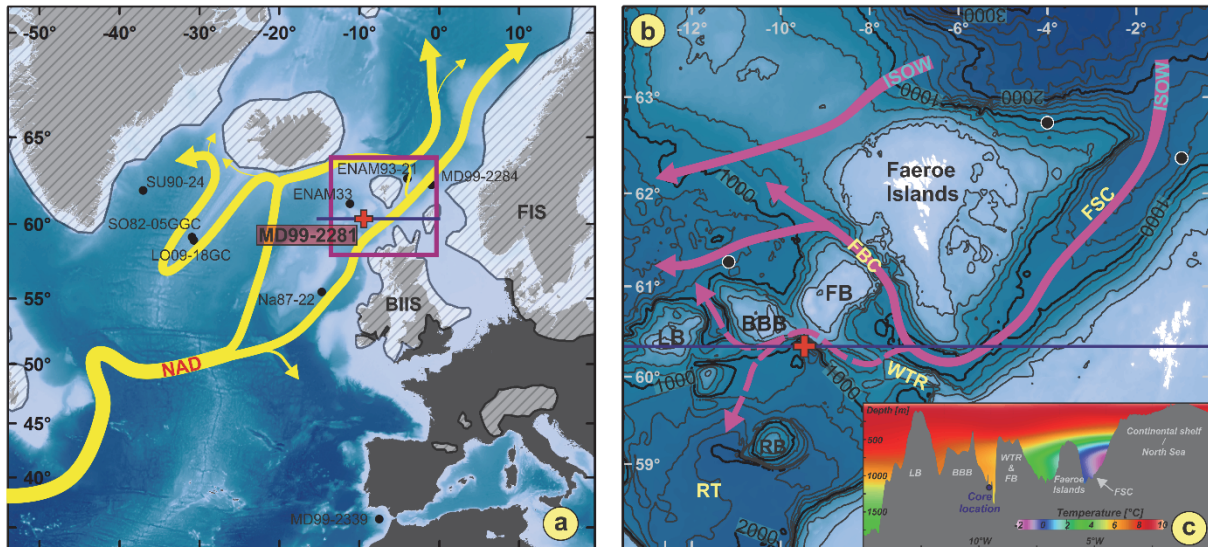 -50°
-40°
-30°
-20°
-10°
0°
65°
60°
55°
50°
45°
40°
SU90-24
SO82-05GGC
LO09-18GC
ENAM93-21
MD99-2284
ENAM33
MD99-2281
Na87-22
MD99-2339
FIS
BIIS
NAD
a
b
-12°
-10°
-8°
-6°
-4°
-2°
63°
62°
61°
60°
59°
3000
2000
1000
1000
1000
1000
1000
1000
2000
ISOW
ISOW
Faeroe
Islands
FSC
FBC
FB
BBB
LB
WTR
RB
RT
Depth [m]
500
1000
1500
LB
BBB
WTR
&
FB
Faeroe
Islands
Continental shelf
/
North Sea
FSC
Core
location
Temperature [°C]
-2
0
2
4
6
8
10
10°W
5°W
c